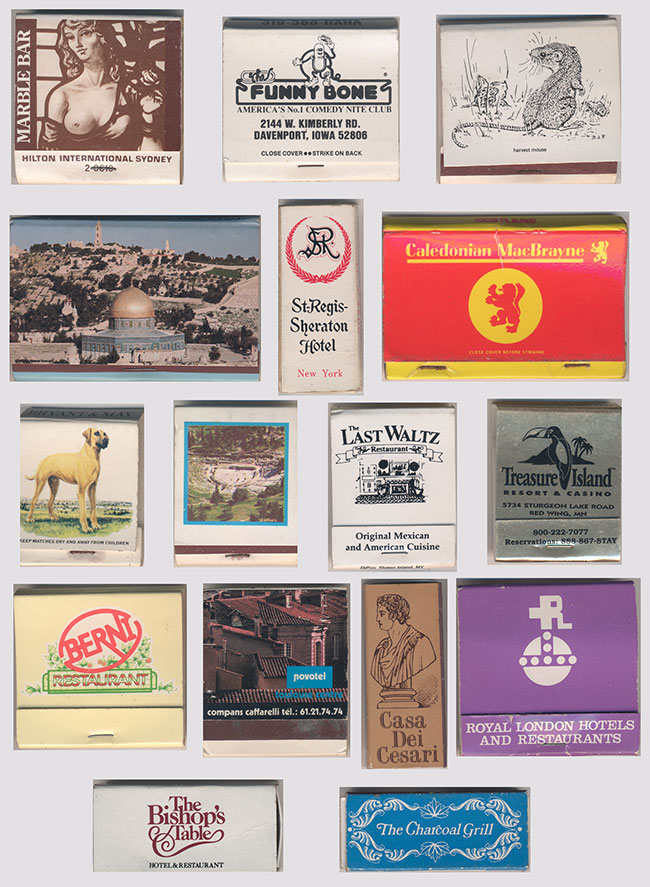 MARBLE BAR
HILTON INTERNATIONAL SYDNEY
The
FUNNY BONE
AMERICA'S No.1 COMEDY NITE CLUB
2144 W. KIMBERLY RD.
DAVENPORT, IOWA 52806
CLOSE COVER ●● STRIKE ON BACK
harvest mouse
SR
St.Regis-
Sheraton
Hotel
New York
SCOTLAND
Caledonian MacBrayne
CLOSE COVER BEFORE STRIKING
BRYANT & MAY
KEEP MATCHES DRY AND AWAY FROM CHILDREN
The
LAST WALTZ
Restaurant
Original Mexican
and American Cuisine
Treasure Island
RESORT & CASINO
5734 STURGEON LAKE ROAD
RED WING, MN
800-222-7077
Reservations: 888-867-STAY
BERNI
RESTAURANT
novotel
compans caffarelli tél.: 61.21.74.74
Casa
Dei
Cesari
R
ROYAL LONDON HOTELS
AND RESTAURANTS
The
Bishop's
Table
HOTEL & RESTAURANT
The Charcoal Grill